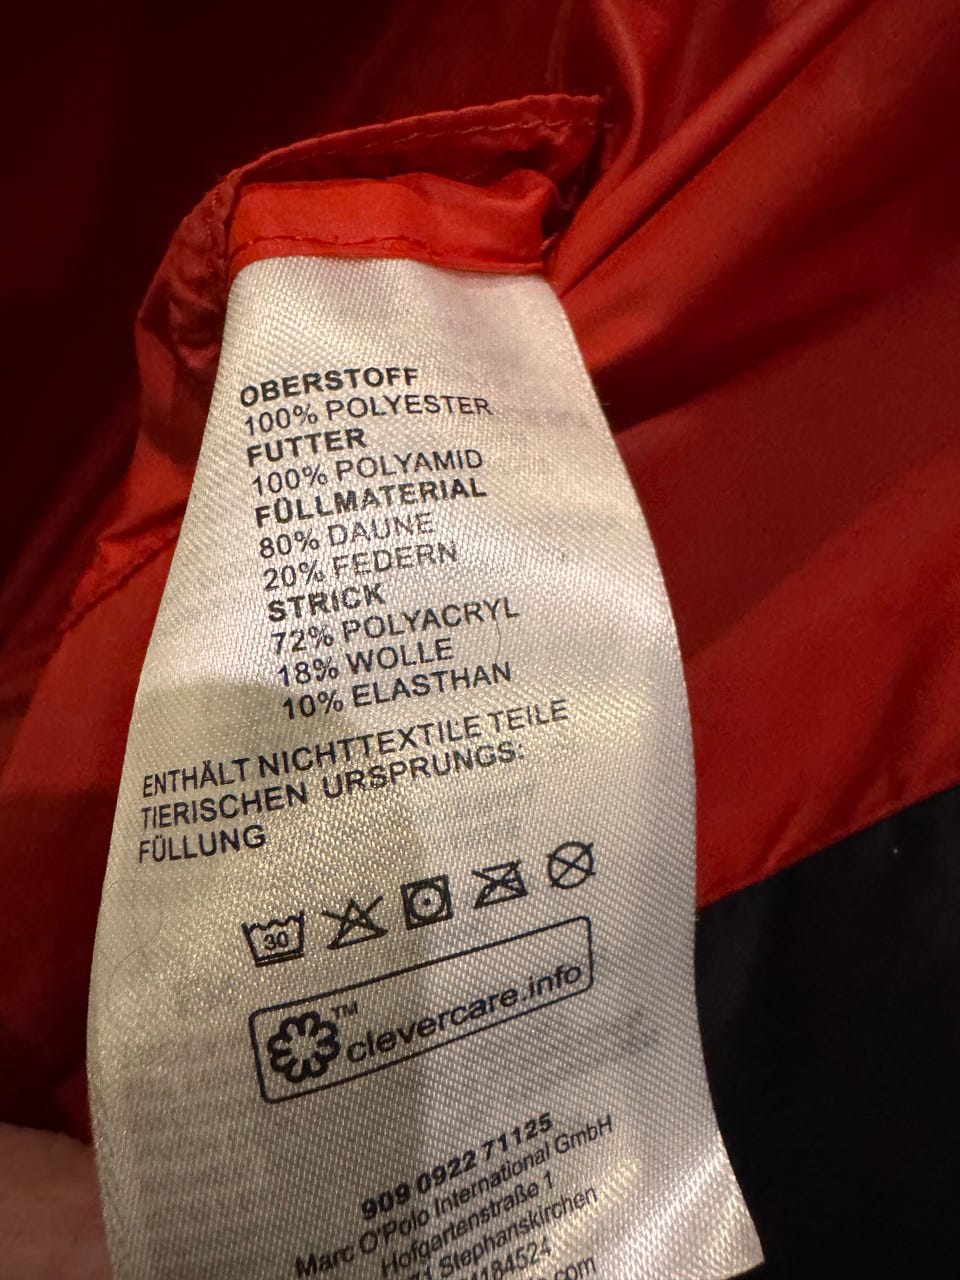 OBERSTOFF
100% POLYESTER
FUTTER
100% POLYAMID
FÜLLMATERIAL
80% DAUNE
20% FEDERN
STRICK
72% POLYACRYL
18% WOLLE
10% ELASTHAN
ENTHÄLT NICHTTEXTILE TEILE
TIERISCHEN URSPRUNGS:
FÜLLUNG
30
TM
clevercare.info
909 0922 71125
Marc O'Polo International GmbH
Hofgartenstraße 1
Stephanskirchen
184524
.com